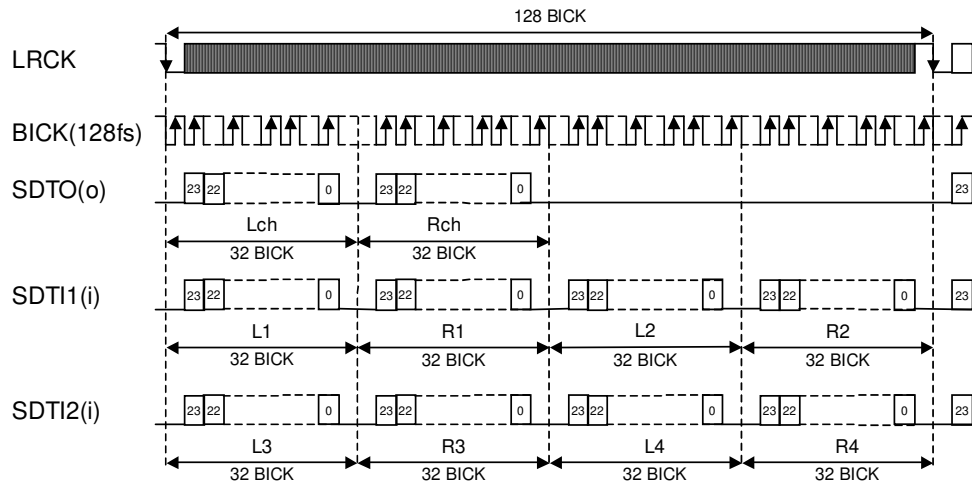 128 BICK
LRCK
BICK(128fs)
SDTO(o) 23 22 0 23 22 0 23
Lch Rch
32 BICK 32 BICK
SDTI1(i) 23 22 0 23 22 0 23 22 0 23 22 0 23
L1 R1 L2 R2
32 BICK 32 BICK 32 BICK 32 BICK
SDTI2(i) 23 22 0 23 22 0 23 22 0 23 22 0 23
L3 R3 L4 R4
32 BICK 32 BICK 32 BICK 32 BICK